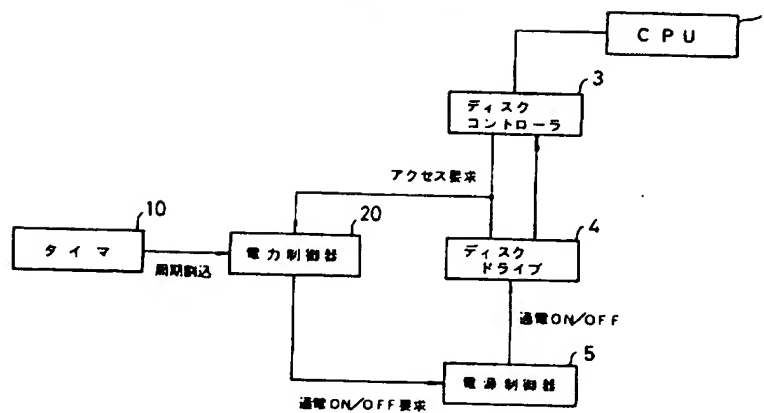 CPU
3
ディスク
コントローラ
アクセス要求
10
タイマ
周期割込
20
電力制御器
4
ディスク
ドライブ
通電ON/OFF
5
電源制御器
通電ON/OFF要求